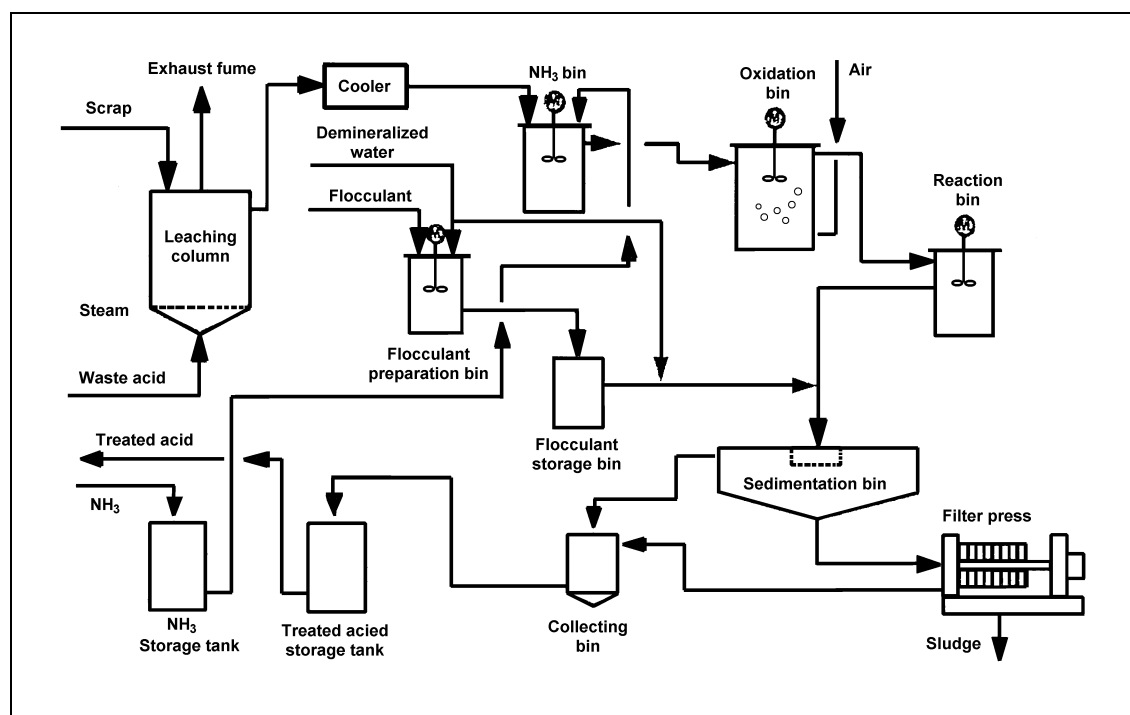 Exhaust fume
Scrap
Cooler
NH₃ bin
Oxidation
bin
Air
Demineralized
water
Flocculant
Reaction
bin
Leaching
column
Steam
Waste acid
Flocculant
preparation bin
Flocculant
storage bin
Treated acid
NH₃
Sedimentation bin
Filter press
NH₃
Storage tank
Treated acied
storage tank
Collecting
bin
Sludge
M
M
M
M